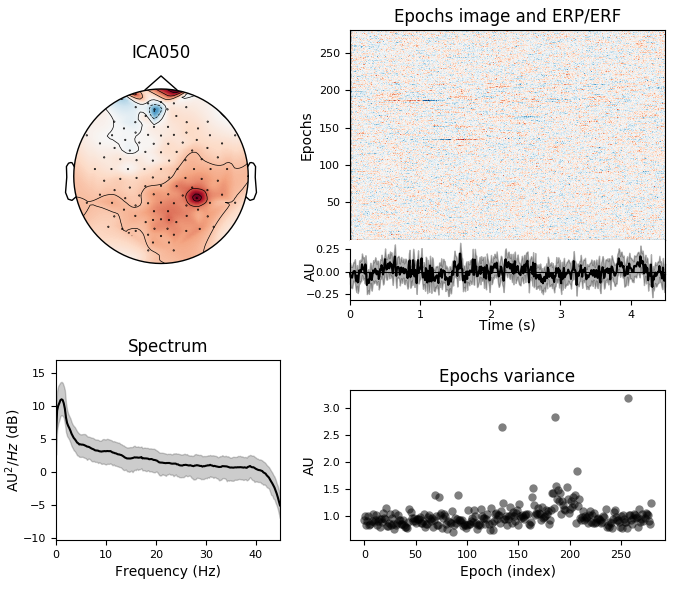 ICA050
Epochs image and ERP/ERF
Epochs
250
200
150
100
50
AU
0.25
0.00
−0.25
0 1 2 3 4
Time (s)
Spectrum
AU²/Hz (dB)
15
10
5
0
−5
−10
0 10 20 30 40
Frequency (Hz)
Epochs variance
AU
3.0
2.5
2.0
1.5
1.0
0 50 100 150 200 250
Epoch (index)